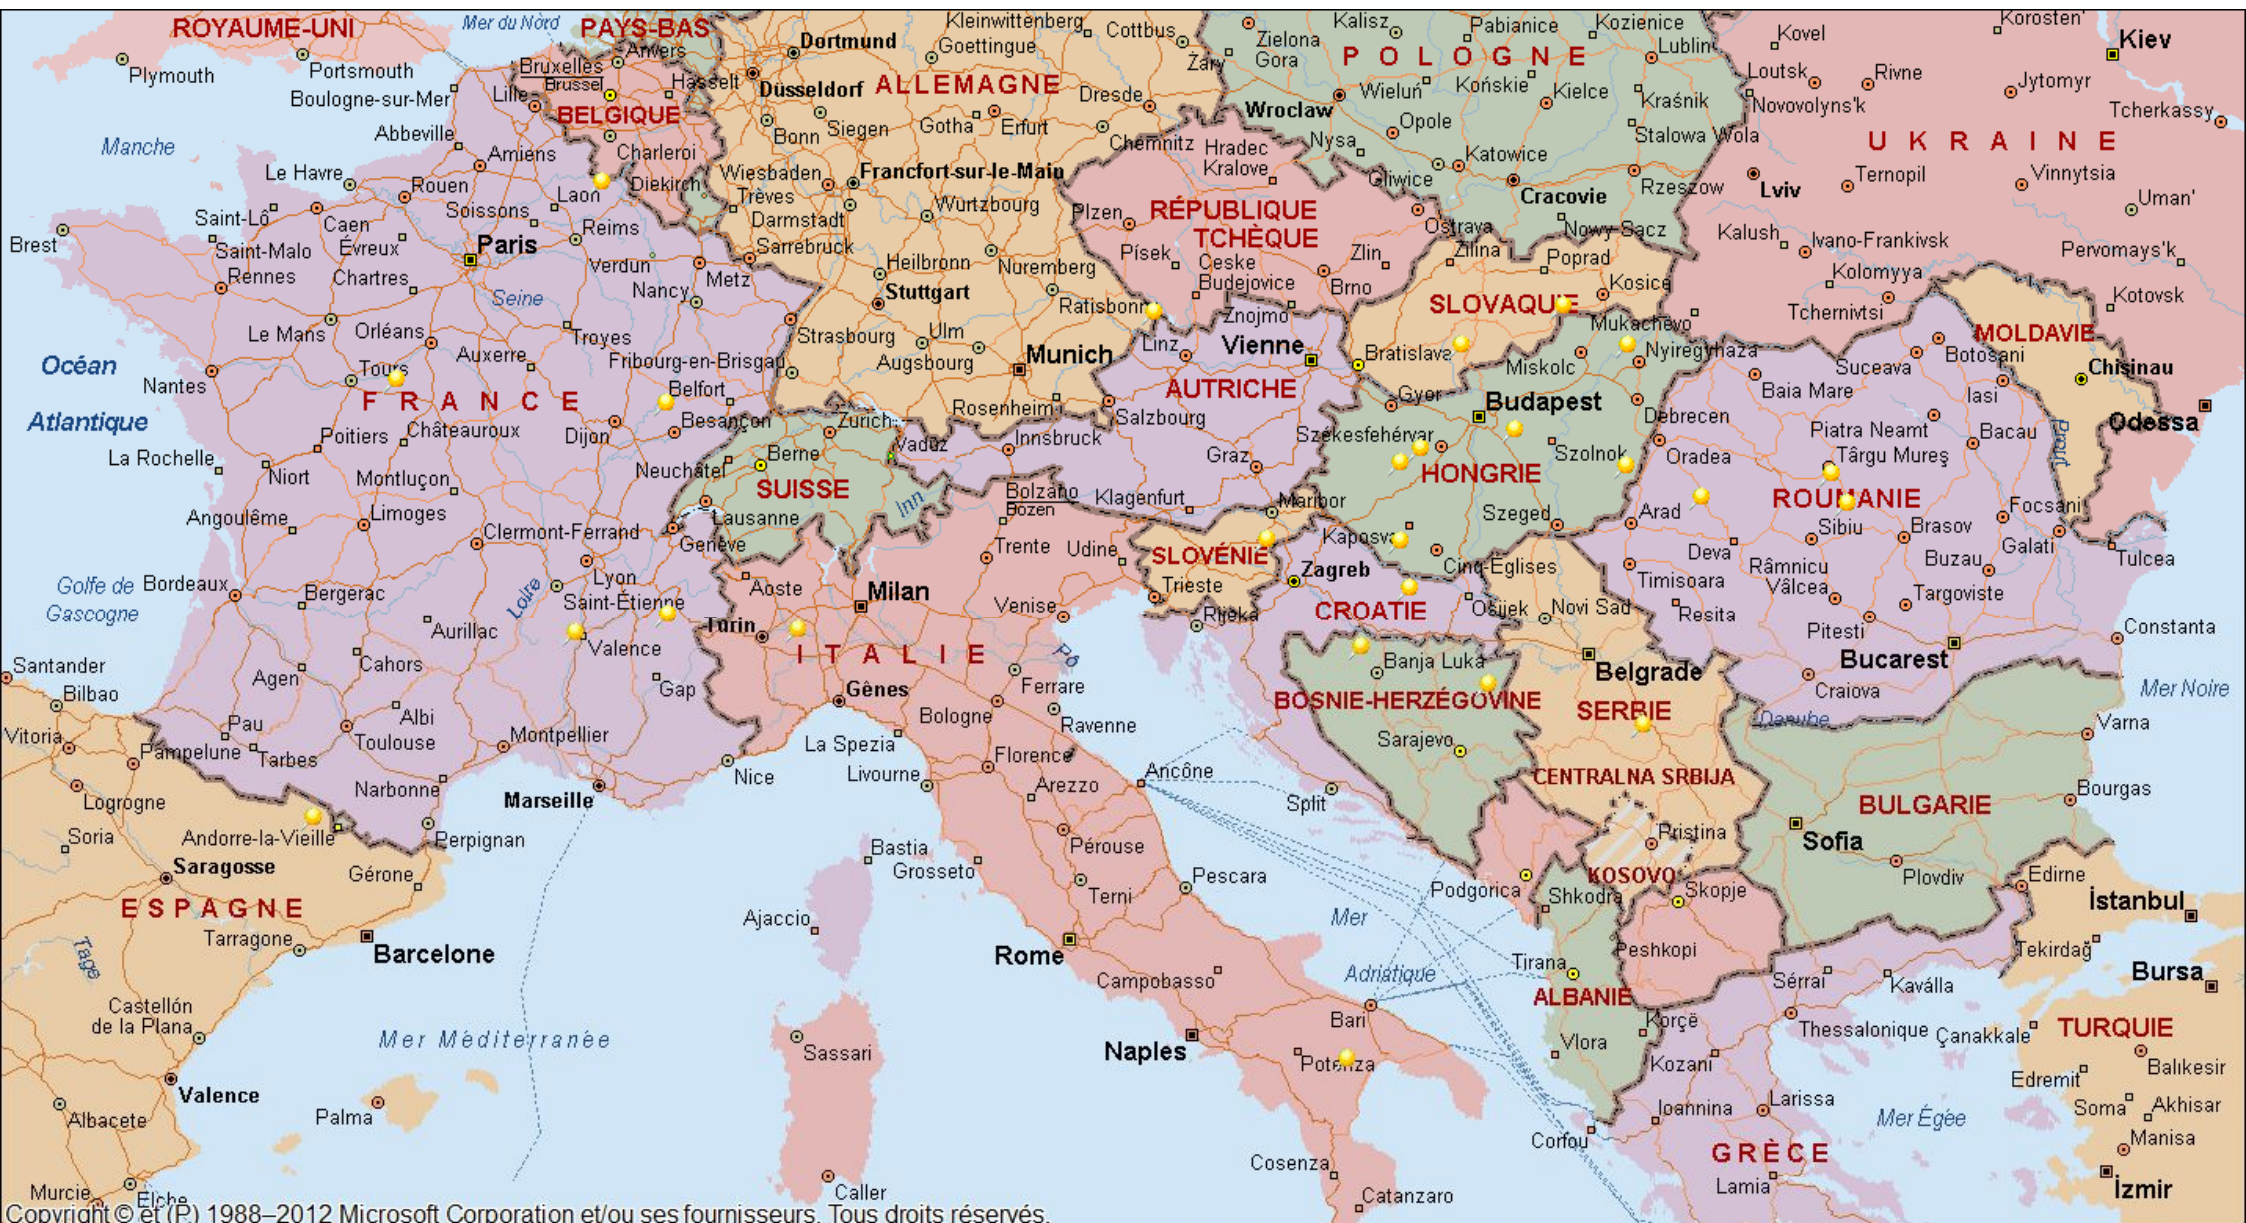 ROYAUME-UNI
Mer du Nord
PAYS-BAS
Kleinwittenberg
Cottbus
Kalisz
Pabianice
Kozienice
Korosten'
Plymouth
Portsmouth
Anvers
Dortmund
Goettingue
Zielona
Gora
Żary
POLOGNE
Lublin
Kovel
Kiev
Boulogne-sur-Mer
Bruxelles
Brussel
Hasselt
Düsseldorf
ALLEMAGNE
Dresde
Wieluń
Końskie
Kielce
Loutsk
Rivne
Jytomyr
Lille
BELGIQUE
Wroclaw
Kraśnik
Novovolyns'k
Tcherkassy
Manche
Abbeville
Bonn
Siegen
Gotha
Erfurt
Chemnitz
Opole
Nysa
Stalowa Wola
UKRAINE
Amiens
Charleroi
Hradec
Kralove
Katowice
Gliwice
Le Havre
Rouen
Laon
Diekirch
Wiesbaden
Francfort-sur-le-Main
Cracovie
Rzeszow
Lviv
Ternopil
Vinnytsia
Uman'
Saint-Lô
Caen
Soissons
Trèves
Darmstadt
Wurtzbourg
Plzen
RÉPUBLIQUE
TCHÈQUE
Ostrava
Nowy Sacz
Brest
Saint-Malo
Évreux
Paris
Reims
Sarrebruck
Písek
Zlin
Zilina
Poprad
Kalush
Ivano-Frankivsk
Pervomays'k
Rennes
Chartres
Verdun
Metz
Heilbronn
Nuremberg
Ceske
Budejovice
Brno
Kosice
Kolomyya
Kotovsk
Seine
Nancy
Stuttgart
Ratisbonne
Znojmo
SLOVAQUIE
Mukachevo
Tchernivtsi
Le Mans
Orléans
Troyes
Strasbourg
Ulm
Augsbourg
Munich
Linz
Vienne
Bratislava
Miskolc
Nyiregyhaza
Suceava
Botosani
MOLDAVIE
Chisinau
Océan
Atlantique
Nantes
Tours
Auxerre
Fribourg-en-Brisgau
Belfort
FRANCE
Rosenheim
Salzbourg
AUTRICHE
Gyor
Budapest
Debrecen
Baia Mare
Iasi
Odessa
Poitiers
Châteauroux
Dijon
Besançon
Zurich
Vaduz
Innsbruck
Székesfehérvar
Szolnok
Oradea
Piatra Neamt
Bacau
Prout
La Rochelle
Niort
Montluçon
Neuchâtel
Berne
SUISSE
Graz
HONGRIE
Târgu Mureş
ROUMANIE
Angoulême
Limoges
Clermont-Ferrand
Lausanne
Genève
Inn
Bolzano
Bozen
Klagenfurt
Maribor
Szeged
Arad
Sibiu
Brasov
Focsani
Trente
Udine
SLOVÉNIE
Kaposvar
Cinq-Eglises
Deva
Râmnicu
Vâlcea
Buzau
Galati
Tulcea
Golfe de
Gascogne
Bordeaux
Bergerac
Loire
Lyon
Saint-Étienne
Aoste
Milan
Venise
Trieste
Rijeka
Zagreb
CROATIE
Osijek
Novi Sad
Timisoara
Resita
Targoviste
Aurillac
Valence
Turin
ITALIE
Pô
Pitesti
Constanta
Santander
Bilbao
Agen
Cahors
Gap
Gênes
Ferrare
Banja Luka
Belgrade
Bucarest
Craiova
Mer Noire
Vitoria
Pau
Albi
Bologne
Ravenne
BOSNIE-HERZÉGOVINE
SERBIE
Danube
Varna
Pampelune
Tarbes
Toulouse
Montpellier
La Spezia
Florence
Sarajevo
Logrogne
Narbonne
Marseille
Nice
Livourne
Arezzo
Ancône
Split
CENTRALNA SRBIJA
BULGARIE
Bourgas
Soria
Andorre-la-Vieille
Perpignan
Bastia
Pérouse
Pristina
Sofia
Saragosse
Gérone
Grosseto
Terni
Pescara
Podgorica
Shkodra
KOSOVO
Skopje
Plovdiv
Edirne
İstanbul
ESPAGNE
Tage
Tarragone
Barcelone
Ajaccio
Rome
Mer
Adriatique
Peshkopi
Tekirdağ
Tirana
ALBANIE
Campobasso
Sérrai
Kaválla
Bursa
Castellón
de la Plana
Mer Méditerranée
Sassari
Naples
Bari
Potenza
Vlora
Korçë
Kozani
Thessalonique
Çanakkale
TURQUIE
Balıkesir
Edremit
Valence
Palma
Albacete
Ioannina
Larissa
Mer Égée
Soma
Akhisar
Manisa
Corfou
GRÈCE
Cosenza
Catanzaro
Lamia
İzmir
Murcie
Elche
Caller
Copyright © et (P) 1988–2012 Microsoft Corporation et/ou ses fournisseurs. Tous droits réservés.